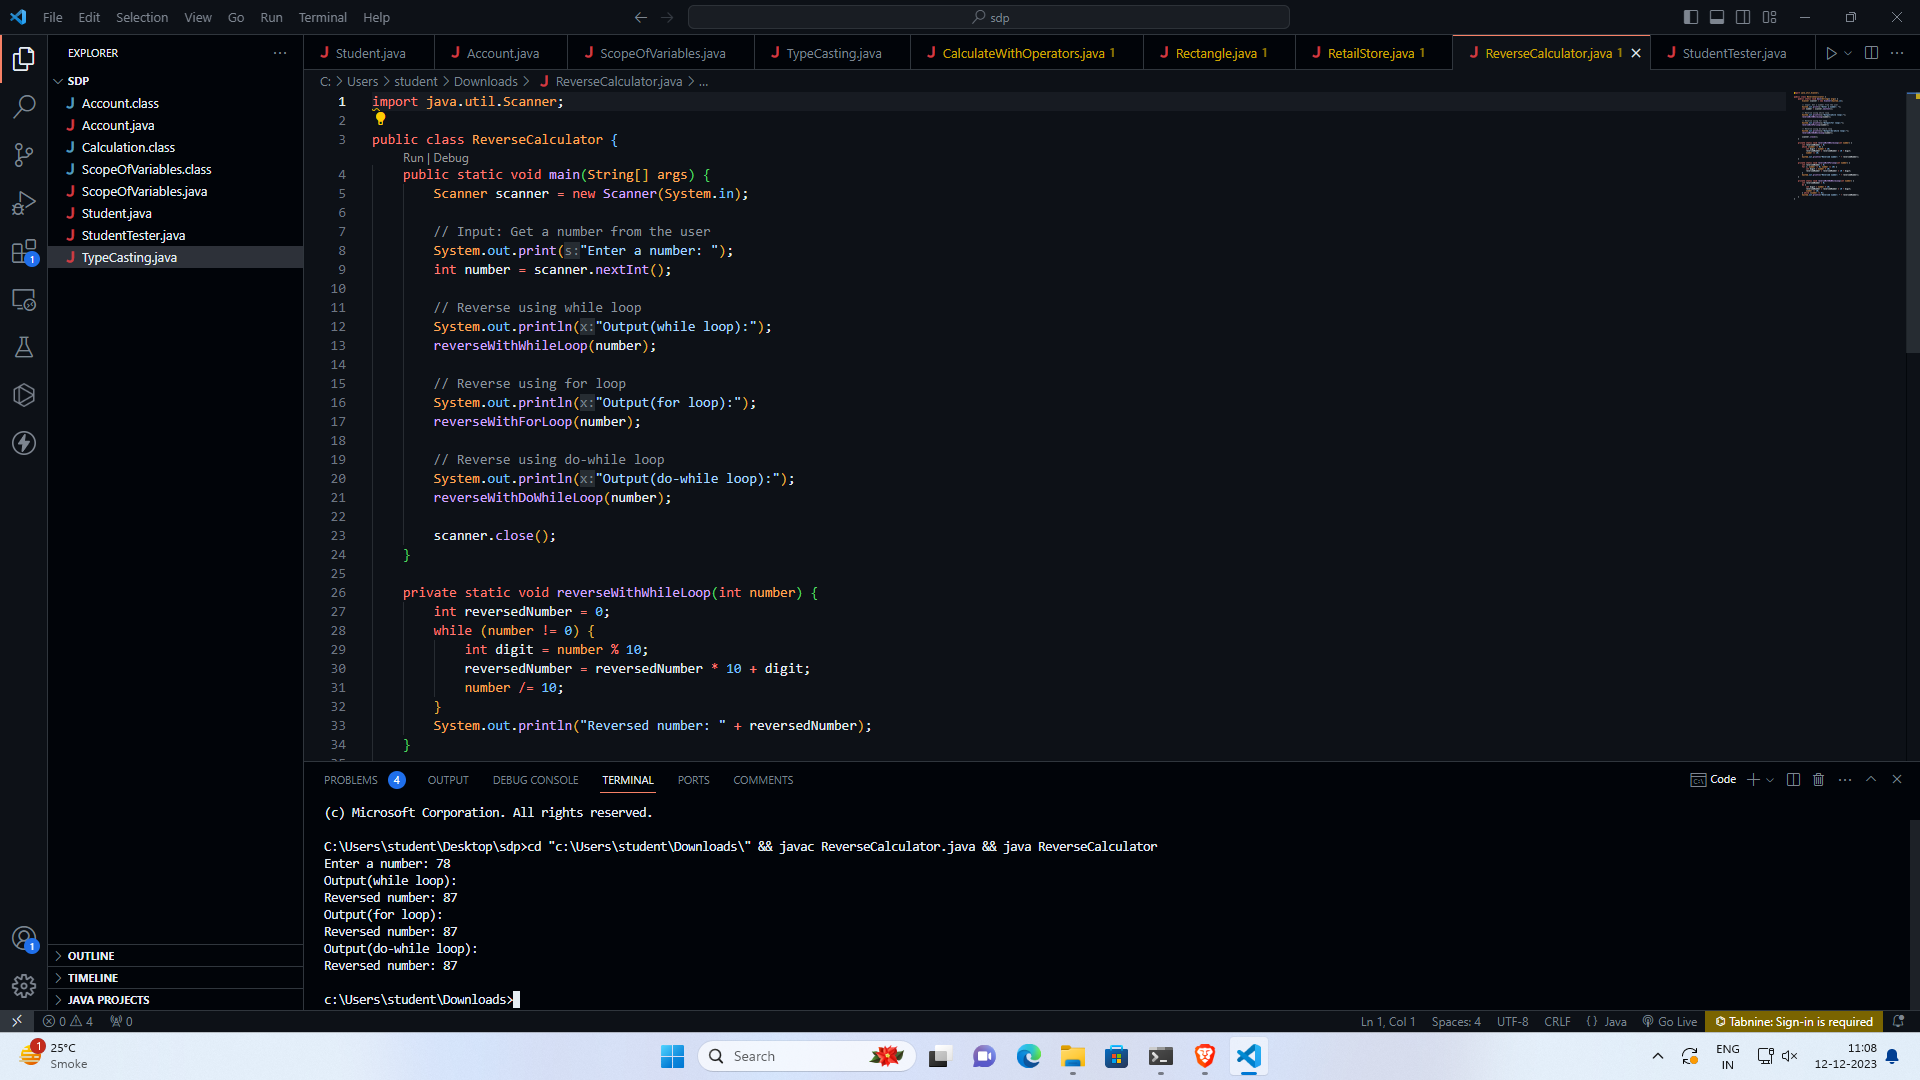 File Edit Selection View Go Run Terminal Help
sdp
EXPLORER
Student.java Account.java ScopeOfVariables.java TypeCasting.java CalculateWithOperators.java 1 Rectangle.java 1 RetailStore.java 1 ReverseCalculator.java 1 StudentTester.java
SDP
Account.class
Account.java
Calculation.class
ScopeOfVariables.class
ScopeOfVariables.java
Student.java
StudentTester.java
TypeCasting.java
1
OUTLINE
TIMELINE
JAVA PROJECTS
1
C: > Users > student > Downloads > ReverseCalculator.java > ...
1 import java.util.Scanner;
2
3 public class ReverseCalculator {
Run | Debug
4 public static void main(String[] args) {
5 Scanner scanner = new Scanner(System.in);
6
7 // Input: Get a number from the user
8 System.out.print(s:"Enter a number: ");
9 int number = scanner.nextInt();
10
11 // Reverse using while loop
12 System.out.println(x:"Output(while loop):");
13 reverseWithWhileLoop(number);
14
15 // Reverse using for loop
16 System.out.println(x:"Output(for loop):");
17 reverseWithForLoop(number);
18
19 // Reverse using do-while loop
20 System.out.println(x:"Output(do-while loop):");
21 reverseWithDoWhileLoop(number);
22
23 scanner.close();
24 }
25
26 private static void reverseWithWhileLoop(int number) {
27 int reversedNumber = 0;
28 while (number != 0) {
29 int digit = number % 10;
30 reversedNumber = reversedNumber * 10 + digit;
31 number /= 10;
32 }
33 System.out.println("Reversed number: " + reversedNumber);
34 }
PROBLEMS 4 OUTPUT DEBUG CONSOLE TERMINAL PORTS COMMENTS
Code
(c) Microsoft Corporation. All rights reserved.
C:\Users\student\Desktop\sdp>cd "c:\Users\student\Downloads\" && javac ReverseCalculator.java && java ReverseCalculator
Enter a number: 78
Output(while loop):
Reversed number: 87
Output(for loop):
Reversed number: 87
Output(do-while loop):
Reversed number: 87
c:\Users\student\Downloads>
0 4 0
Ln 1, Col 1 Spaces: 4 UTF-8 CRLF {} Java Go Live Tabnine: Sign-in is required
1
25°C
Smoke
Search
ENG
IN
11:08
12-12-2023